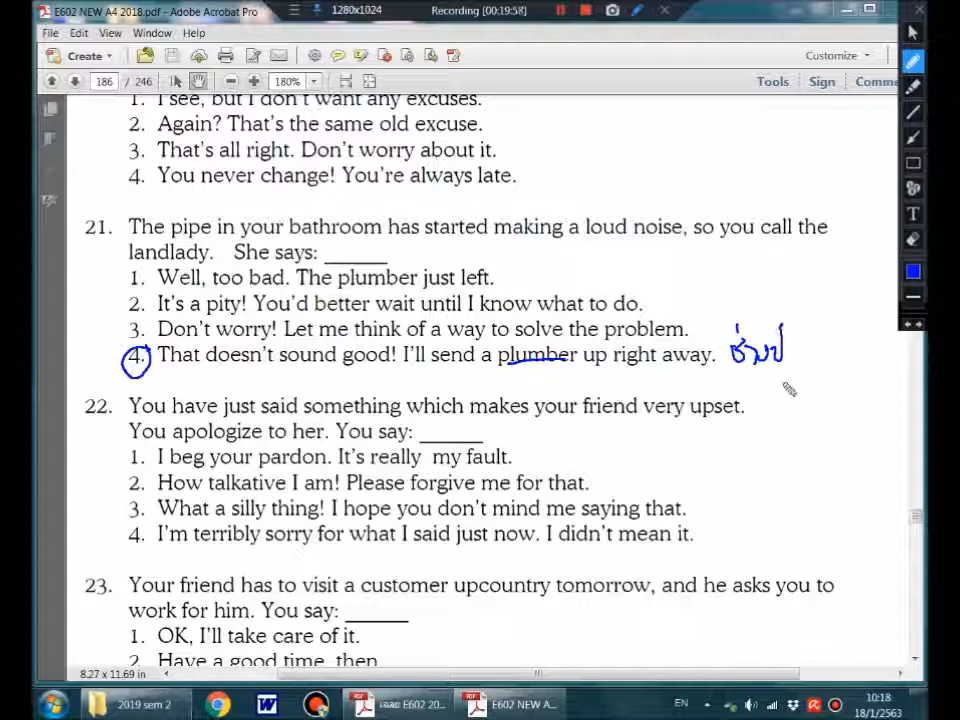 E602 NEW A4 2018.pdf - Adobe Acrobat Pro
1280x1024
Recording [00:19:58]
File Edit View Window Help
Create
Customize
186 / 246
180%
Tools Sign Comme
1. I see, but I don't want any excuses.
2. Again? That's the same old excuse.
3. That's all right. Don't worry about it.
4. You never change! You're always late.
21. The pipe in your bathroom has started making a loud noise, so you call the
landlady. She says: ______
1. Well, too bad. The plumber just left.
2. It's a pity! You'd better wait until I know what to do.
3. Don't worry! Let me think of a way to solve the problem.
4. That doesn't sound good! I'll send a plumber up right away.
22. You have just said something which makes your friend very upset.
You apologize to her. You say: ______
1. I beg your pardon. It's really my fault.
2. How talkative I am! Please forgive me for that.
3. What a silly thing! I hope you don't mind me saying that.
4. I'm terribly sorry for what I said just now. I didn't mean it.
23. Your friend has to visit a customer upcountry tomorrow, and he asks you to
work for him. You say: ______
1. OK, I'll take care of it.
2. Have a good time, then
8.27 x 11.69 in
2019 sem 2
E602 20...
E602 NEW A...
EN
10:18
18/1/2563